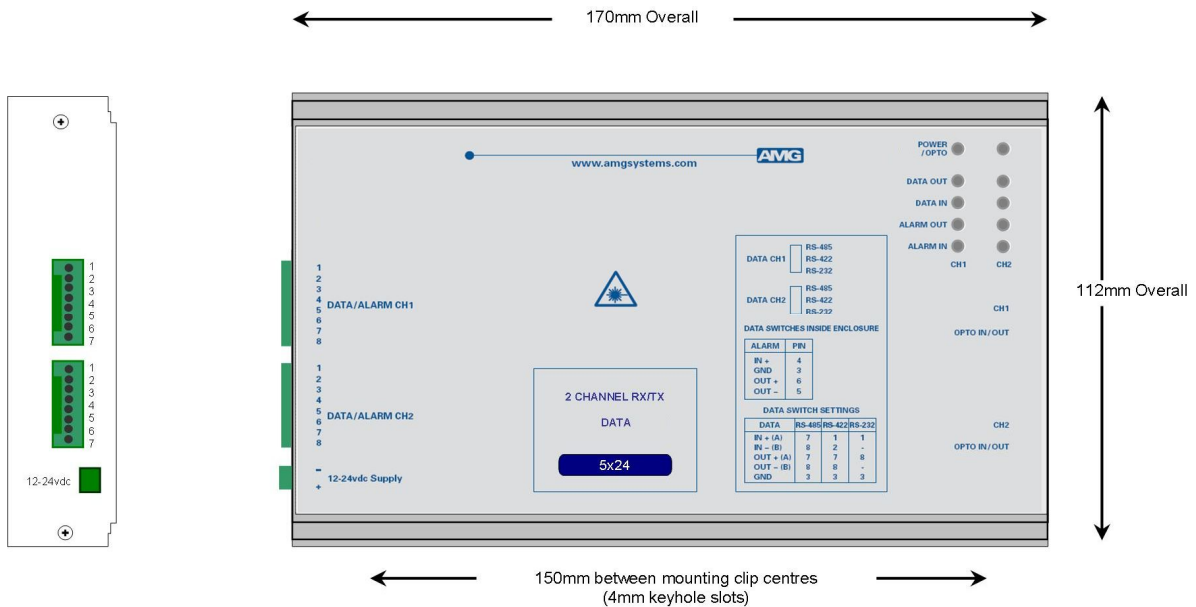 170mm Overall
www.amgsystems.com
AMG
POWER
/ OPTO
DATA OUT
DATA IN
ALARM OUT
ALARM IN
CH1 CH2
1
2
3
4
5
6
7
1
2
3
4
5
6
7
12-24vdc
1
2
3
4
5
6
7
8
DATA/ALARM CH1
1
2
3
4
5
6
7
8
DATA/ALARM CH2
-
+
12-24vdc Supply
2 CHANNEL RX/TX
DATA
5x24
DATA CH1
RS-485
RS-422
RS-232
DATA CH2
RS-485
RS-422
RS-232
DATA SWITCHES INSIDE ENCLOSURE
ALARM PIN
IN + 4
GND 3
OUT + 6
OUT – 5
DATA SWITCH SETTINGS
DATA RS-485 RS-422 RS-232
IN + (A) 7 1 1
IN – (B) 8 2 -
OUT + (A) 7 7 8
OUT – (B) 8 8 -
GND 3 3 3
CH1
OPTO IN/OUT
CH2
OPTO IN/OUT
112mm Overall
150mm between mounting clip centres
(4mm keyhole slots)